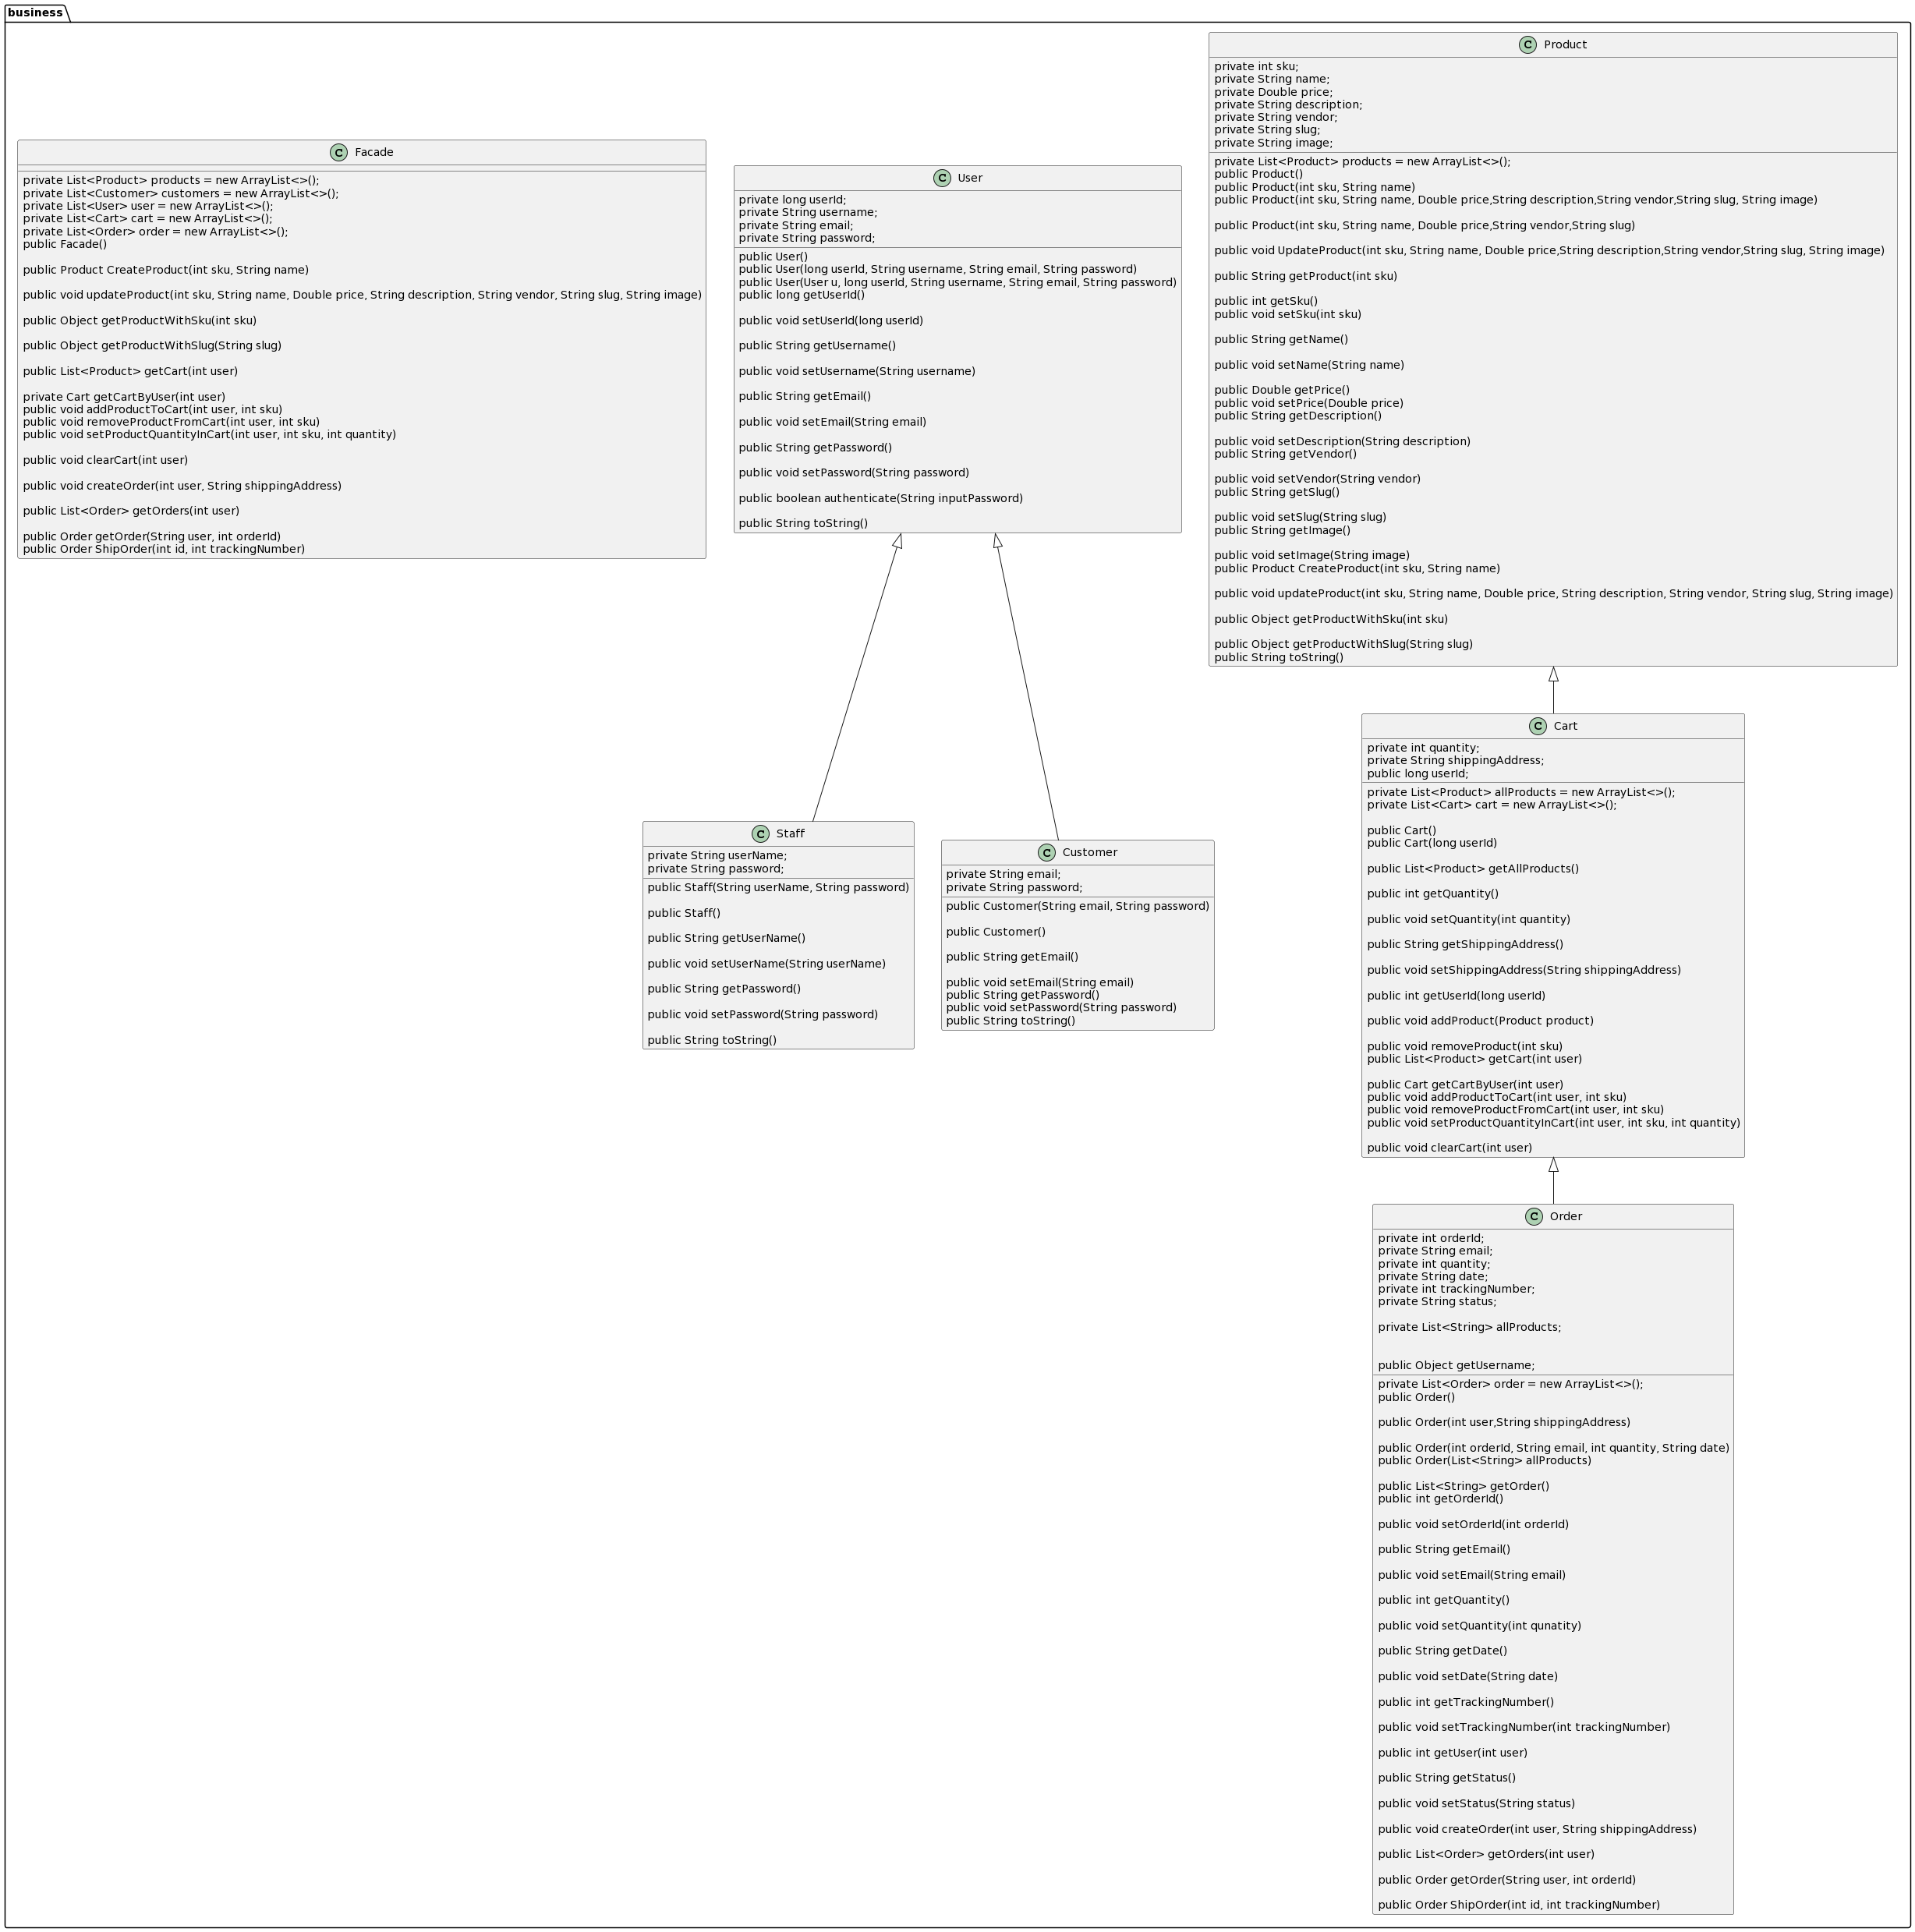 business
C Facade
private List<Product> products = new ArrayList<>();
private List<Customer> customers = new ArrayList<>();
private List<User> user = new ArrayList<>();
private List<Cart> cart = new ArrayList<>();
private List<Order> order = new ArrayList<>();
public Facade()
public Product CreateProduct(int sku, String name)
public void updateProduct(int sku, String name, Double price, String description, String vendor, String slug, String image)
public Object getProductWithSku(int sku)
public Object getProductWithSlug(String slug)
public List<Product> getCart(int user)
private Cart getCartByUser(int user)
public void addProductToCart(int user, int sku)
public void removeProductFromCart(int user, int sku)
public void setProductQuantityInCart(int user, int sku, int quantity)
public void clearCart(int user)
public void createOrder(int user, String shippingAddress)
public List<Order> getOrders(int user)
public Order getOrder(String user, int orderId)
public Order ShipOrder(int id, int trackingNumber)
C User
private long userId;
private String username;
private String email;
private String password;
public User()
public User(long userId, String username, String email, String password)
public User(User u, long userId, String username, String email, String password)
public long getUserId()
public void setUserId(long userId)
public String getUsername()
public void setUsername(String username)
public String getEmail()
public void setEmail(String email)
public String getPassword()
public void setPassword(String password)
public boolean authenticate(String inputPassword)
public String toString()
C Product
private int sku;
private String name;
private Double price;
private String description;
private String vendor;
private String slug;
private String image;
private List<Product> products = new ArrayList<>();
public Product()
public Product(int sku, String name)
public Product(int sku, String name, Double price,String description,String vendor,String slug, String image)
public Product(int sku, String name, Double price,String vendor,String slug)
public void UpdateProduct(int sku, String name, Double price,String description,String vendor,String slug, String image)
public String getProduct(int sku)
public int getSku()
public void setSku(int sku)
public String getName()
public void setName(String name)
public Double getPrice()
public void setPrice(Double price)
public String getDescription()
public void setDescription(String description)
public String getVendor()
public void setVendor(String vendor)
public String getSlug()
public void setSlug(String slug)
public String getImage()
public void setImage(String image)
public Product CreateProduct(int sku, String name)
public void updateProduct(int sku, String name, Double price, String description, String vendor, String slug, String image)
public Object getProductWithSku(int sku)
public Object getProductWithSlug(String slug)
public String toString()
C Staff
private String userName;
private String password;
public Staff(String userName, String password)
public Staff()
public String getUserName()
public void setUserName(String userName)
public String getPassword()
public void setPassword(String password)
public String toString()
C Customer
private String email;
private String password;
public Customer(String email, String password)
public Customer()
public String getEmail()
public void setEmail(String email)
public String getPassword()
public void setPassword(String password)
public String toString()
C Cart
private int quantity;
private String shippingAddress;
public long userId;
private List<Product> allProducts = new ArrayList<>();
private List<Cart> cart = new ArrayList<>();
public Cart()
public Cart(long userId)
public List<Product> getAllProducts()
public int getQuantity()
public void setQuantity(int quantity)
public String getShippingAddress()
public void setShippingAddress(String shippingAddress)
public int getUserId(long userId)
public void addProduct(Product product)
public void removeProduct(int sku)
public List<Product> getCart(int user)
public Cart getCartByUser(int user)
public void addProductToCart(int user, int sku)
public void removeProductFromCart(int user, int sku)
public void setProductQuantityInCart(int user, int sku, int quantity)
public void clearCart(int user)
C Order
private int orderId;
private String email;
private int quantity;
private String date;
private int trackingNumber;
private String status;
private List<String> allProducts;
public Object getUsername;
private List<Order> order = new ArrayList<>();
public Order()
public Order(int user,String shippingAddress)
public Order(int orderId, String email, int quantity, String date)
public Order(List<String> allProducts)
public List<String> getOrder()
public int getOrderId()
public void setOrderId(int orderId)
public String getEmail()
public void setEmail(String email)
public int getQuantity()
public void setQuantity(int qunatity)
public String getDate()
public void setDate(String date)
public int getTrackingNumber()
public void setTrackingNumber(int trackingNumber)
public int getUser(int user)
public String getStatus()
public void setStatus(String status)
public void createOrder(int user, String shippingAddress)
public List<Order> getOrders(int user)
public Order getOrder(String user, int orderId)
public Order ShipOrder(int id, int trackingNumber)